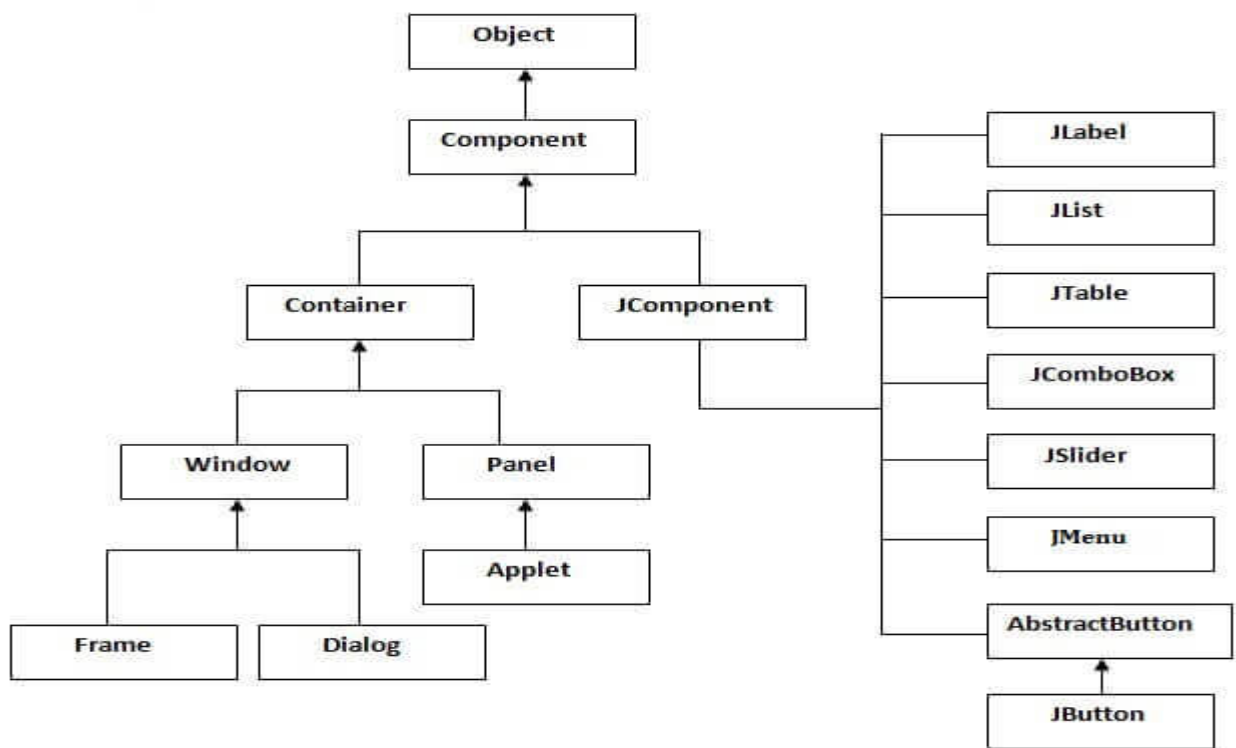 Object
Component
Container
JComponent
Window
Panel
Applet
Frame
Dialog
JLabel
JList
JTable
JComboBox
JSlider
JMenu
AbstractButton
JButton